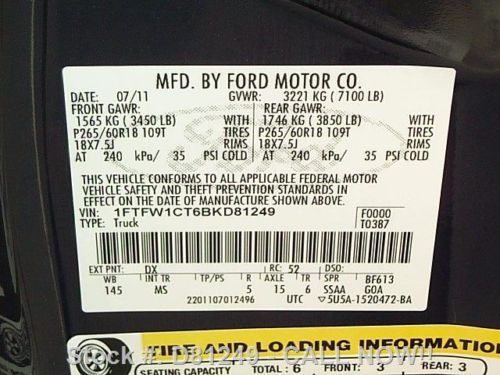 MFD. BY FORD MOTOR CO.
DATE: 07/11 GVWR: 3221 KG ( 7100 LB)
FRONT GAWR: REAR GAWR:
1565 KG ( 3450 LB) 1746 KG ( 3850 LB)
P265/60R18 109T TIRES P265/60R18 109T
18X7.5J RIMS 18X7.5J
AT 240 kPa/ 35 PSI COLD AT 240 kPa/ 35 PSI COLD
THIS VEHICLE CONFORMS TO ALL APPLICABLE FEDERAL MOTOR
VEHICLE SAFETY AND THEFT PREVENTION STANDARDS IN
EFFECT ON THE DATE OF MANUFACTURE SHOWN ABOVE.
VIN: 1FTFW1CT6BKD81249 F0000
TYPE: Truck T0387
EXT PNT: DX RC: 52 BF613
WB INT TR TP/PS R AXLE TR SPR G0A
145 MS 5 15 6 SSAA
2201107012496 UTC 5U5A-1520472-BA
TIRE AND LOADING INFORMATION
SEATING CAPACITY TOTAL : 6 FRONT: 3 REAR: 3
Stock #: D81249 CALL NOW!!
Ford